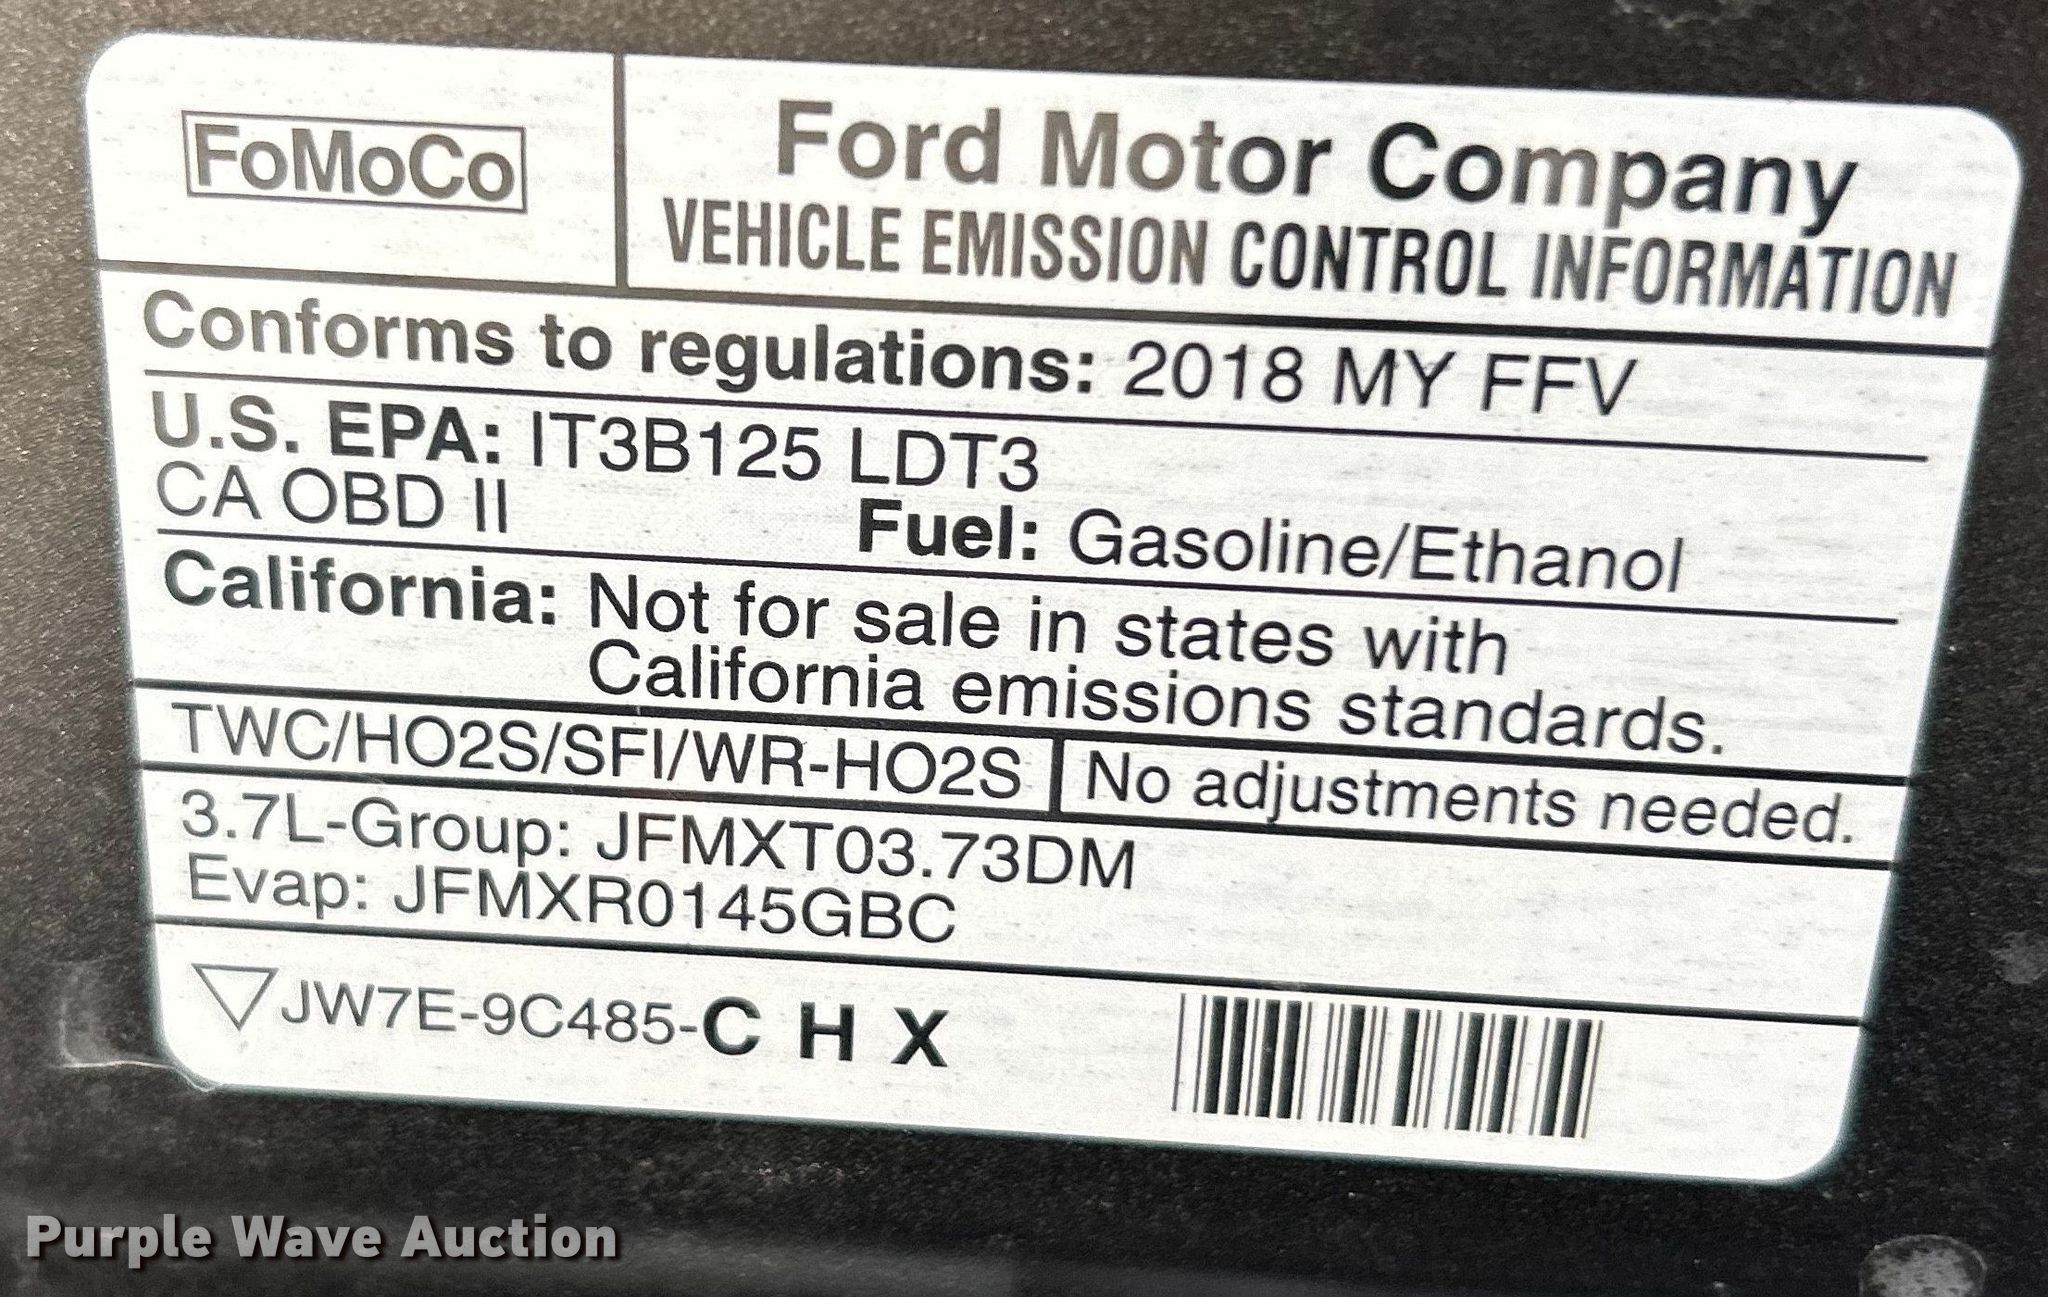 FoMoCo
Ford Motor Company
VEHICLE EMISSION CONTROL INFORMATION
Conforms to regulations: 2018 MY FFV
U.S. EPA: IT3B125 LDT3
CA OBD II Fuel: Gasoline/Ethanol
California: Not for sale in states with
California emissions standards.
TWC/HO2S/SFI/WR-HO2S No adjustments needed.
3.7L-Group: JFMXT03.73DM
Evap: JFMXR0145GBC
JW7E-9C485-C H X
Purple Wave Auction